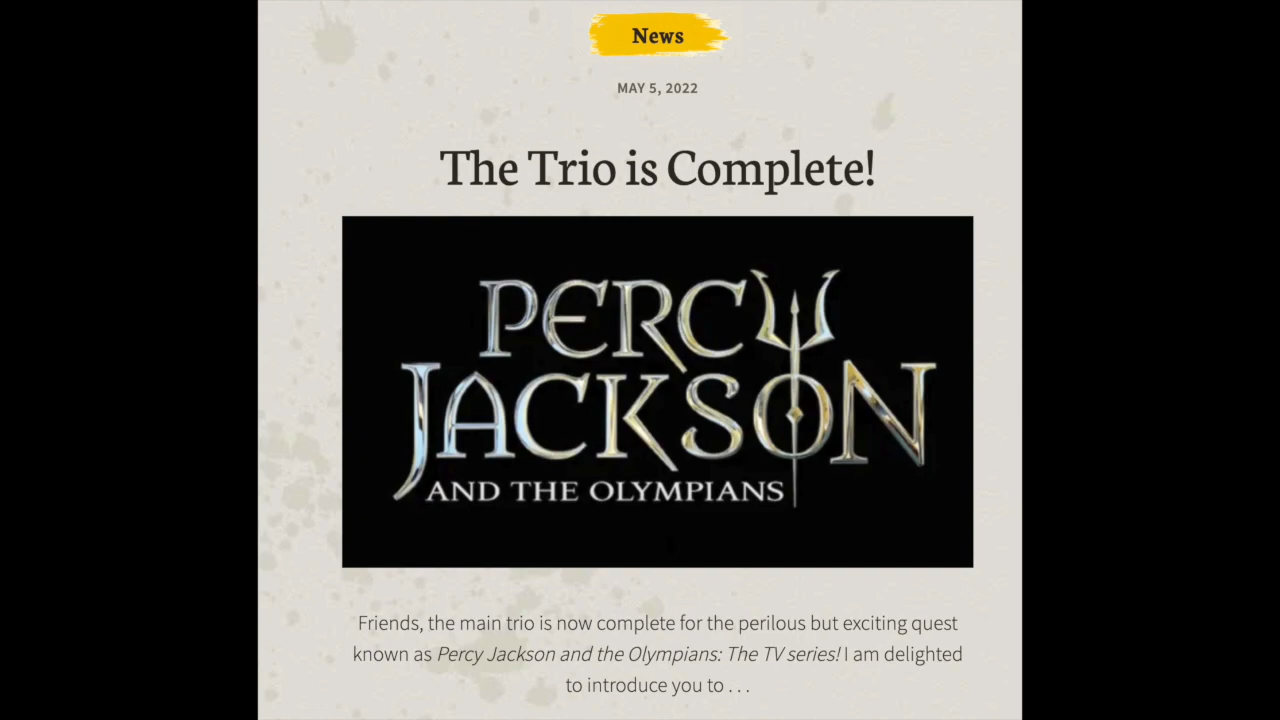 News
MAY 5, 2022
The Trio is Complete!
PERCY
JACKSON
AND THE OLYMPIANS
Friends, the main trio is now complete for the perilous but exciting quest
known as Percy Jackson and the Olympians: The TV series! I am delighted
to introduce you to . . .